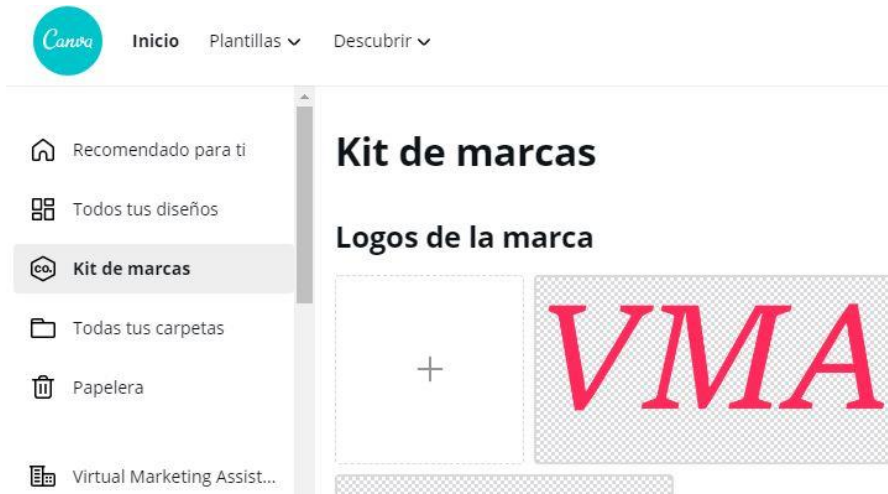 Canva
Inicio Plantillas Descubrir
Recomendado para ti
Todos tus diseños
CO. Kit de marcas
Todas tus carpetas
Papelera
Virtual Marketing Assist...
Kit de marcas
Logos de la marca
VMA